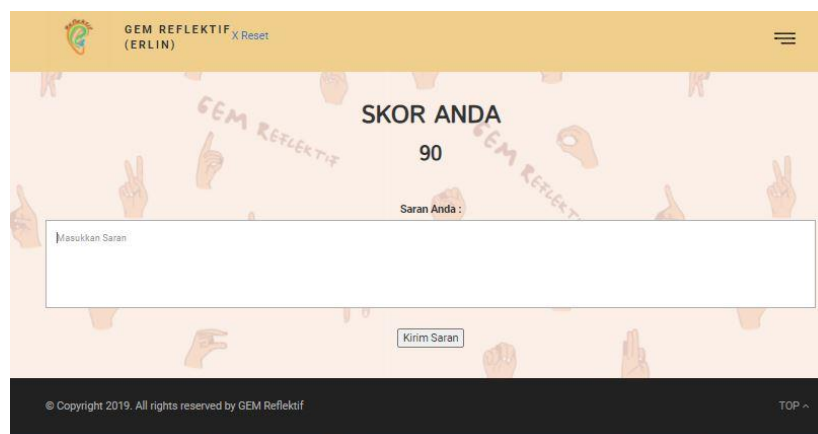 REFLEKTIF
GEM REFLEKTIF
(ERLIN)
X Reset
GEM REFLEKTIF
GEM REFLEKT
SKOR ANDA
90
Saran Anda :
Masukkan Saran
Kirim Saran
© Copyright 2019. All rights reserved by GEM Reflektif
TOP